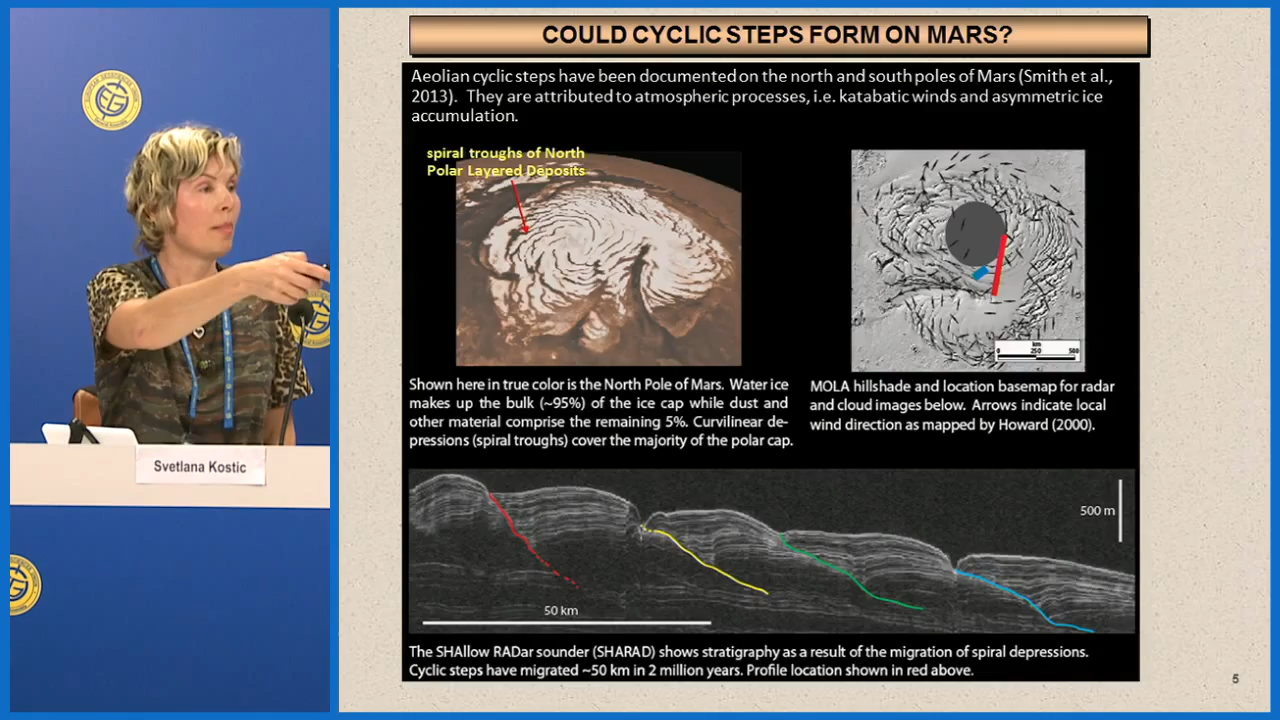 COULD CYCLIC STEPS FORM ON MARS?
Aeolian cyclic steps have been documented on the north and south poles of Mars (Smith et al.,
2013). They are attributed to atmospheric processes, i.e. katabatic winds and asymmetric ice
accumulation.
spiral troughs of North
Polar Layered Deposits
km
0 250 500
Shown here in true color is the North Pole of Mars. Water ice
makes up the bulk (~95%) of the ice cap while dust and
other material comprise the remaining 5%. Curvilinear de-
pressions (spiral troughs) cover the majority of the polar cap.
MOLA hillshade and location basemap for radar
and cloud images below. Arrows indicate local
wind direction as mapped by Howard (2000).
500 m
50 km
The SHAllow RADar sounder (SHARAD) shows stratigraphy as a result of the migration of spiral depressions.
Cyclic steps have migrated ~50 km in 2 million years. Profile location shown in red above.
5
Svetlana Kostic